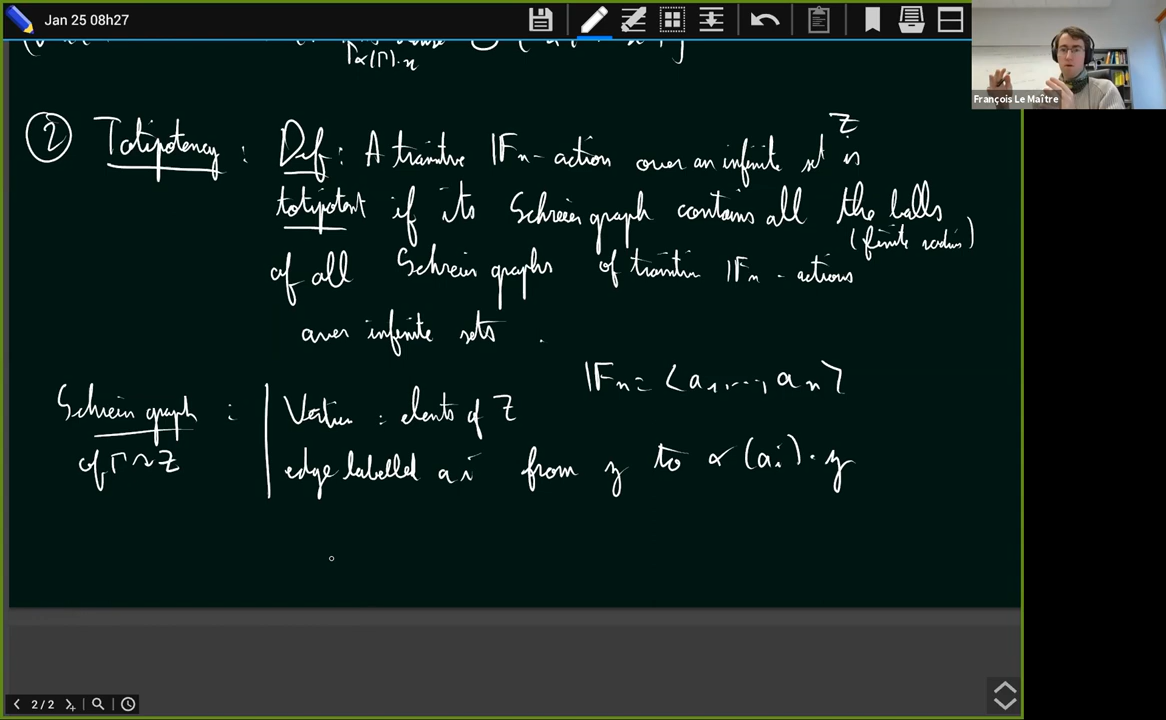 Jan 25 08h27
François Le Maître
Γα(Γ)·x
② Totipotency : Def : A transitive 𝔽n - action over an infinite set Z is
totipotent if its Schreier graph contains all the balls
(finite radius)
of all Schreier graphs of transitive 𝔽n - actions
over infinite sets .
𝔽n = ⟨a1, ..., an⟩
Schreier graph : Vertices : elements of Z
of Γ ↷ Z edge labelled ai from z to α(ai)·z
2/2